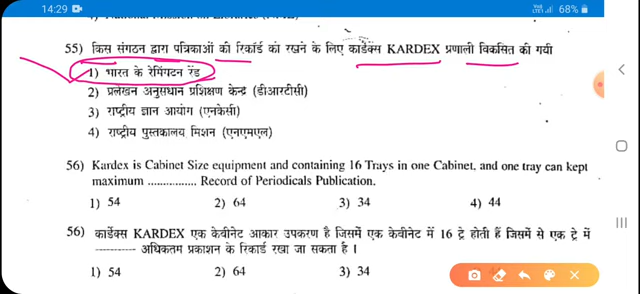 14:29 68%
55) किस संगठन द्वारा पत्रिकाओं की रिकॉर्ड को रखने के लिए कार्डेक्स KARDEX प्रणाली विकसित की गयी
1) भारत के रेमिंगटन रेंड
2) प्रलेखन अनुसंधान प्रशिक्षण केन्द्र (डीआरटीसी)
3) राष्ट्रीय ज्ञान आयोग (एनकेसी)
4) राष्ट्रीय पुस्तकालय मिशन (एनएमएल)
56) Kardex is Cabinet Size equipment and containing 16 Trays in one Cabinet, and one tray can kept
maximum ............... Record of Periodicals Publication.
1) 54 2) 64 3) 34 4) 44
56) कार्डेक्स KARDEX एक केवीनेट आकार उपकरण है जिसमें एक केवीनेट में 16 ट्रे होती हैं जिसमें से एक ट्रे में
---------- अधिकतम प्रकाशन के रिकार्ड रखा जा सकता है ।
1) 54 2) 64 3) 34